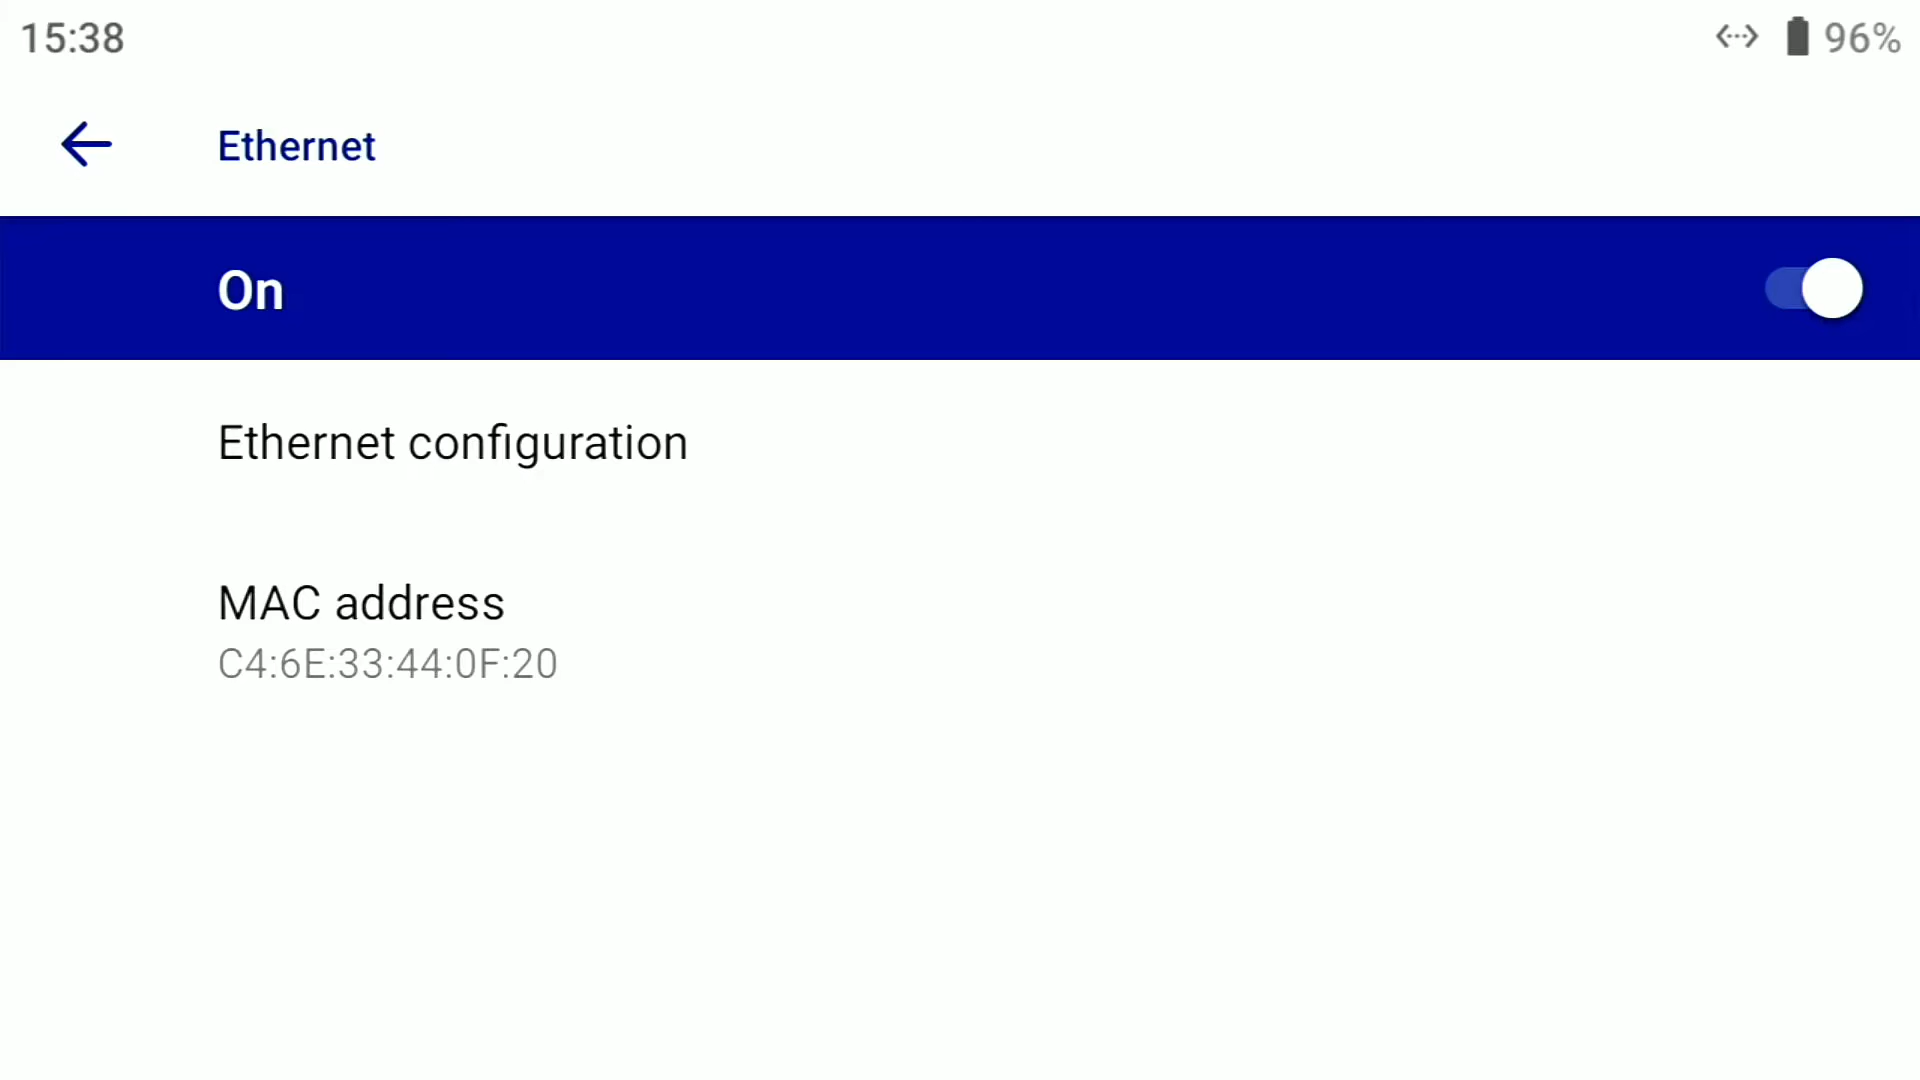 15:38
96%
Ethernet
On
Ethernet configuration
MAC address
C4:6E:33:44:0F:20